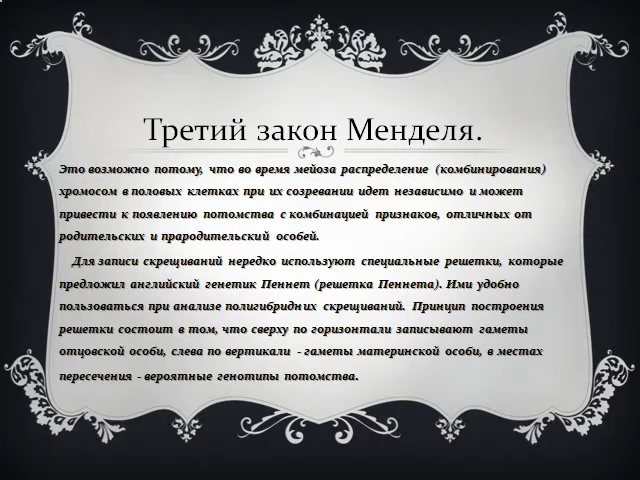 Третий закон Менделя.
Это возможно потому, что во время мейоза распределение (комбинирования)
хромосом в половых клетках при их созревании идет независимо и может
привести к появлению потомства с комбинацией признаков, отличных от
родительских и прародительский особей.
Для записи скрещиваний нередко используют специальные решетки, которые
предложил английский генетик Пеннет (решетка Пеннета). Ими удобно
пользоваться при анализе полигибридних скрещиваний. Принцип построения
решетки состоит в том, что сверху по горизонтали записывают гаметы
отцовской особи, слева по вертикали - гаметы материнской особи, в местах
пересечения - вероятные генотипы потомства.